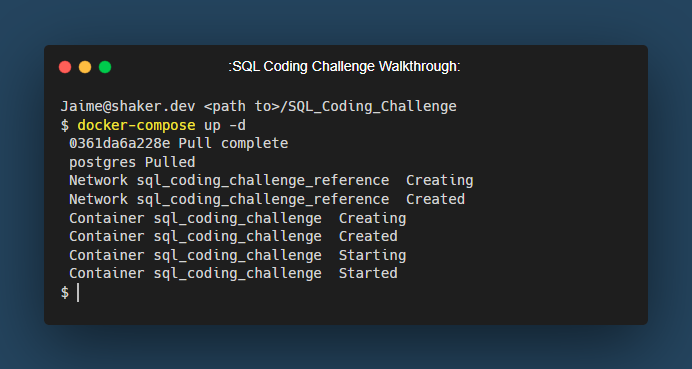 :SQL Coding Challenge Walkthrough:
Jaime@shaker.dev <path to>/SQL_Coding_Challenge
$ docker-compose up -d
0361da6a228e Pull complete
postgres Pulled
Network sql_coding_challenge_reference  Creating
Network sql_coding_challenge_reference  Created
Container sql_coding_challenge  Creating
Container sql_coding_challenge  Created
Container sql_coding_challenge  Starting
Container sql_coding_challenge  Started
$